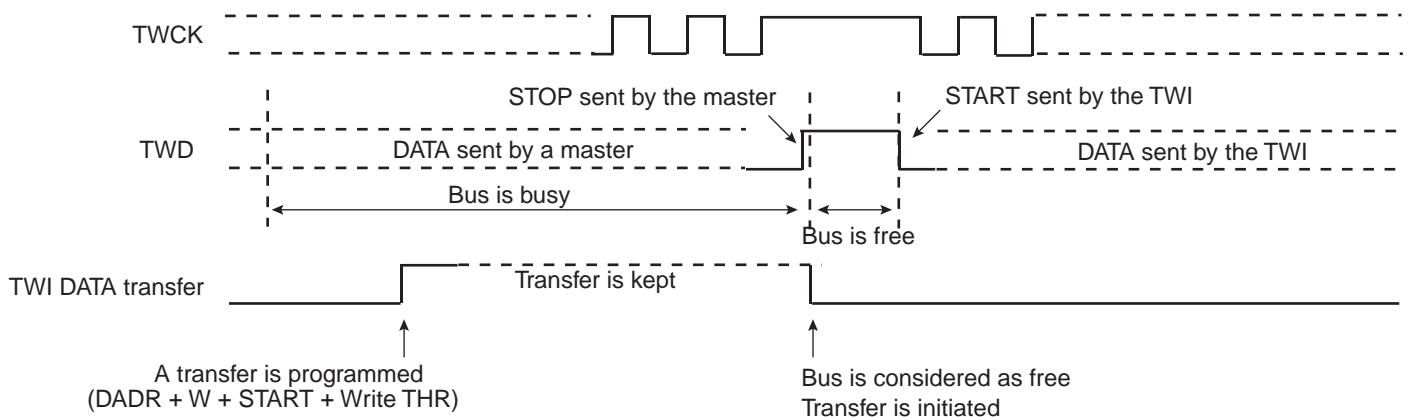 TWCK
STOP sent by the master
START sent by the TWI
TWD
DATA sent by a master
DATA sent by the TWI
Bus is busy
Bus is free
TWI DATA transfer
Transfer is kept
A transfer is programmed
(DADR + W + START + Write THR)
Bus is considered as free
Transfer is initiated